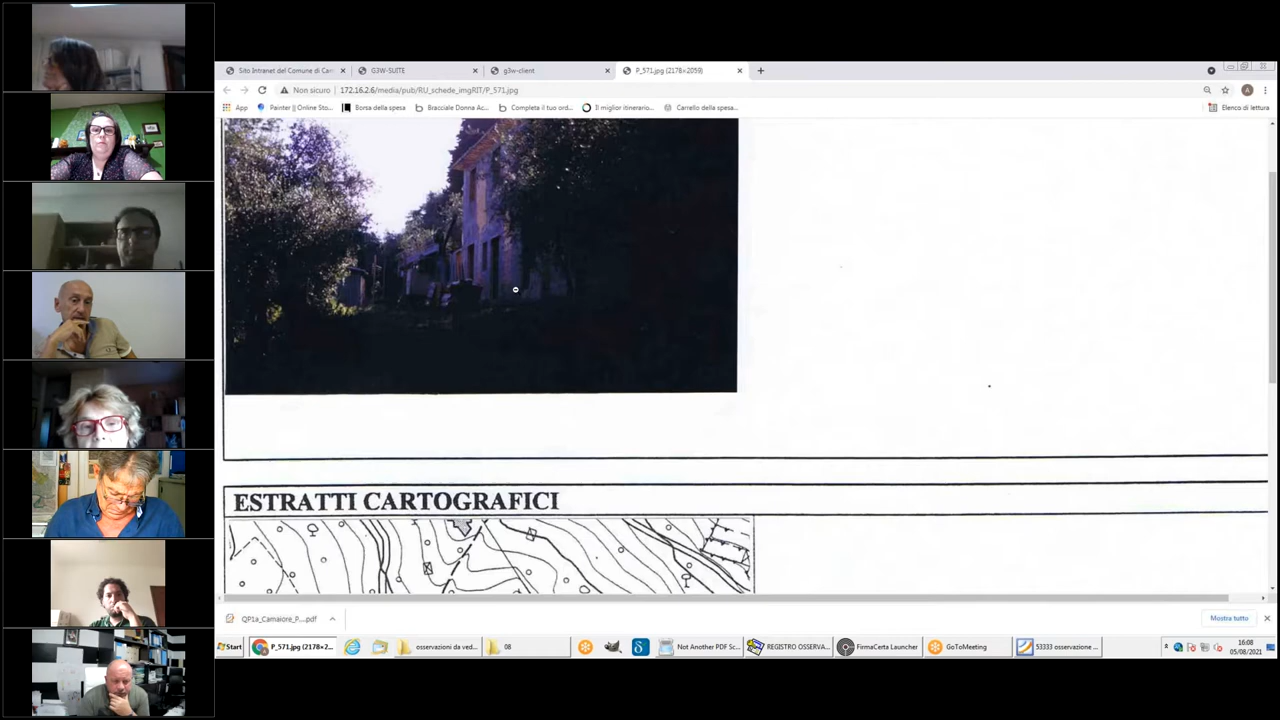 Sito Intranet del Comune di Cam
G3W-SUITE
g3w-client
P_571.jpg (2178×2059)
Non sicuro
172.16.2.6/media/pub/RU_schede_imgRIT/P_571.jpg
A
App
Painter || Online Sto...
Borsa della spesa
Bracciale Donna Ac...
Completa il tuo ord...
Il miglior itinerario...
Carrello della spesa...
Elenco di lettura
ESTRATTI CARTOGRAFICI
QP1a_Camaiore_P....pdf
Mostra tutto
Start
P_571.jpg (2178×2...
osservazioni da ved...
08
Not Another PDF Sc...
REGISTRO OSSERVA...
FirmaCerta Launcher
GoToMeeting
53333 osservazione ...
16:08
05/08/2021